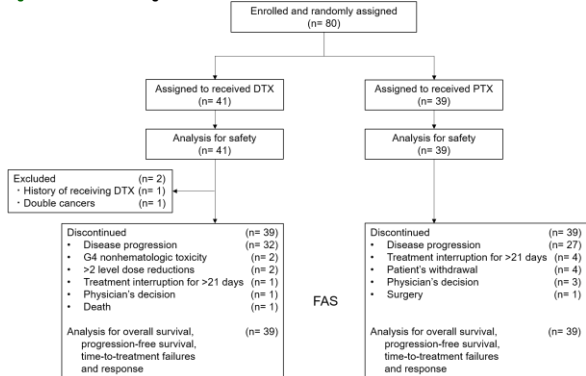 Enrolled and randomly assigned
(n= 80)
Assigned to received DTX
(n= 41)
Assigned to received PTX
(n= 39)
Analysis for safety
(n= 41)
Analysis for safety
(n= 39)
Excluded (n= 2)
・History of receiving DTX (n= 1)
・Double cancers (n= 1)
Discontinued (n= 39)
• Disease progression (n= 32)
• G4 nonhematologic toxicity (n= 2)
• >2 level dose reductions (n= 2)
• Treatment interruption for >21 days (n= 1)
• Physician's decision (n= 1)
• Death (n= 1)
Analysis for overall survival, (n= 39)
progression-free survival,
time-to-treatment failures
and response
FAS
Discontinued (n= 39)
• Disease progression (n= 27)
• Treatment interruption for >21 days (n= 4)
• Patient's withdrawal (n= 4)
• Physician's decision (n= 3)
• Surgery (n= 1)
Analysis for overall survival, (n= 39)
progression-free survival,
time-to-treatment failures
and response